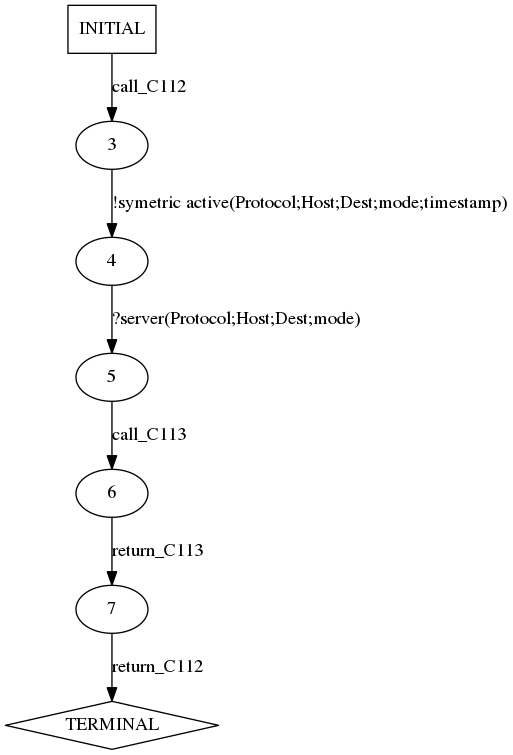 INITIAL
call_C112
3
!symetric active(Protocol;Host;Dest;mode;timestamp)
4
?server(Protocol;Host;Dest;mode)
5
call_C113
6
return_C113
7
return_C112
TERMINAL